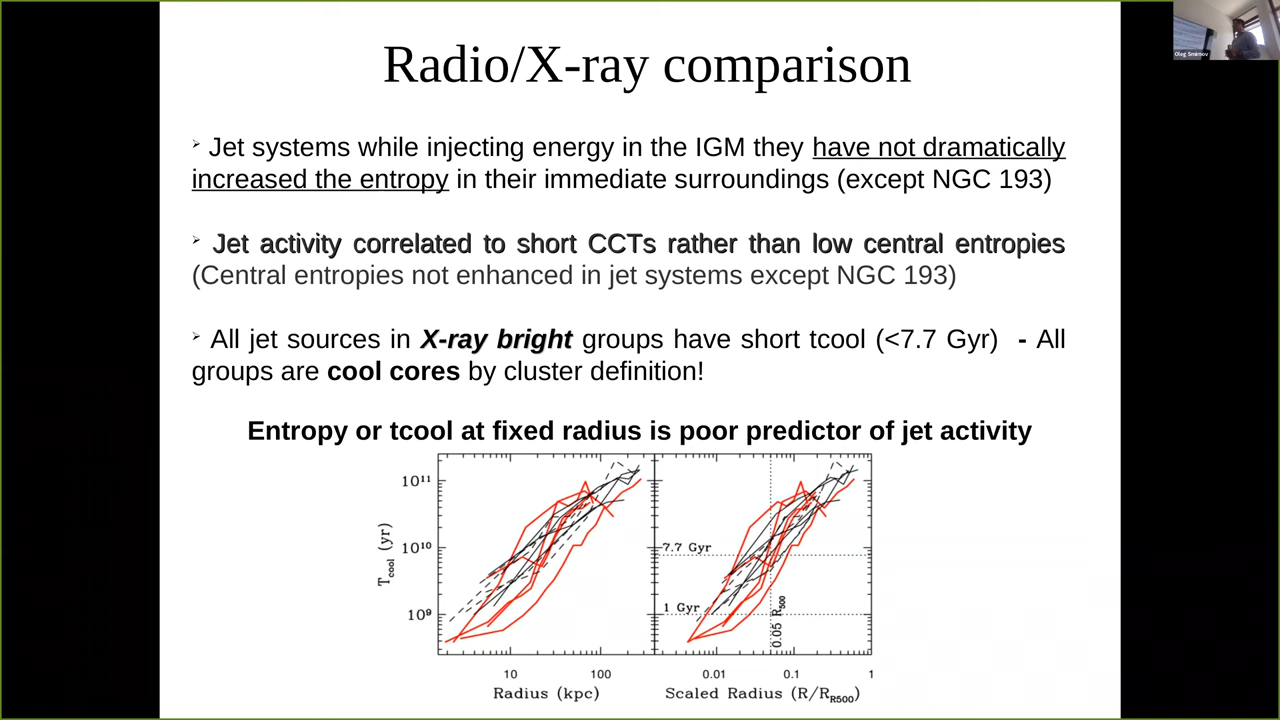 Radio/X-ray comparison
Oleg Smirnov
➢ Jet systems while injecting energy in the IGM they have not dramatically
increased the entropy in their immediate surroundings (except NGC 193)
➢ Jet activity correlated to short CCTs rather than low central entropies
(Central entropies not enhanced in jet systems except NGC 193)
➢ All jet sources in X-ray bright groups have short tcool (<7.7 Gyr) - All
groups are cool cores by cluster definition!
Entropy or tcool at fixed radius is poor predictor of jet activity
10¹¹
10¹⁰
10⁹
T_cool (yr)
7.7 Gyr
1 Gyr
0.05 R_500
10 100
0.01 0.1 1
Radius (kpc)
Scaled Radius (R/R_R500)